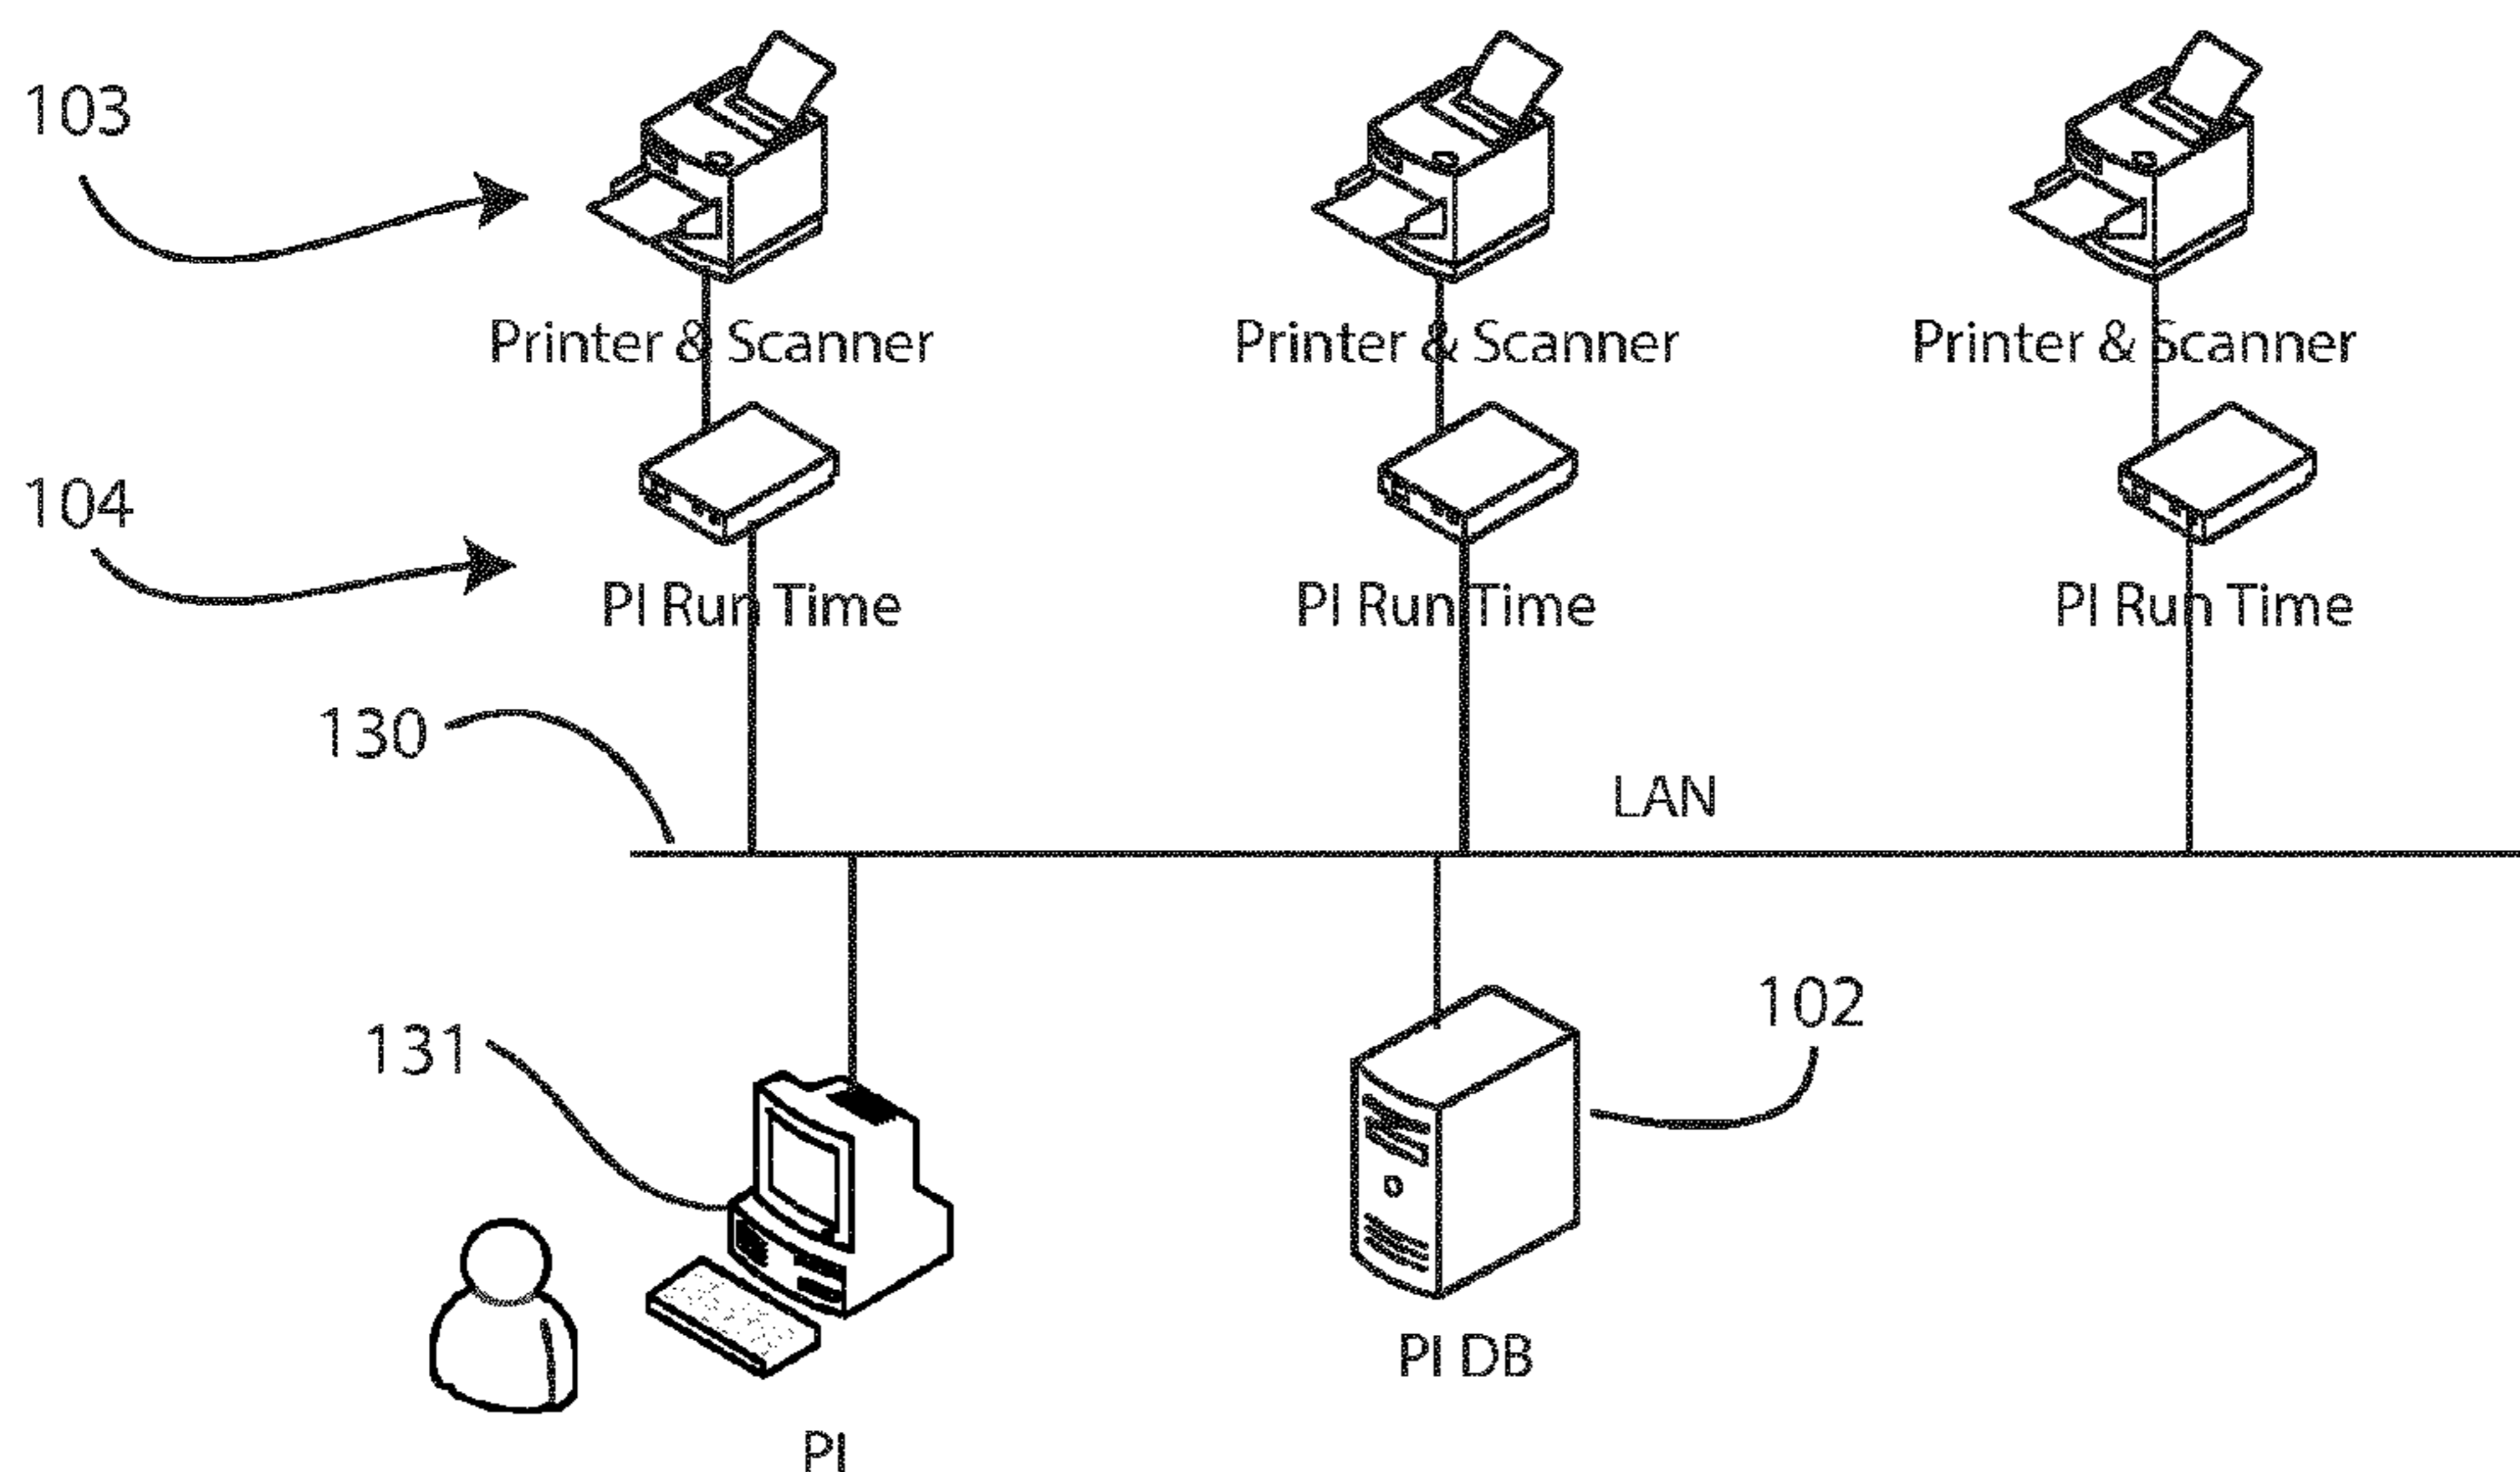 103
Printer & Scanner Printer & Scanner Printer & Scanner
104
PI Run Time PI Run Time PI Run Time
130
LAN
102
131
PI DB
PI